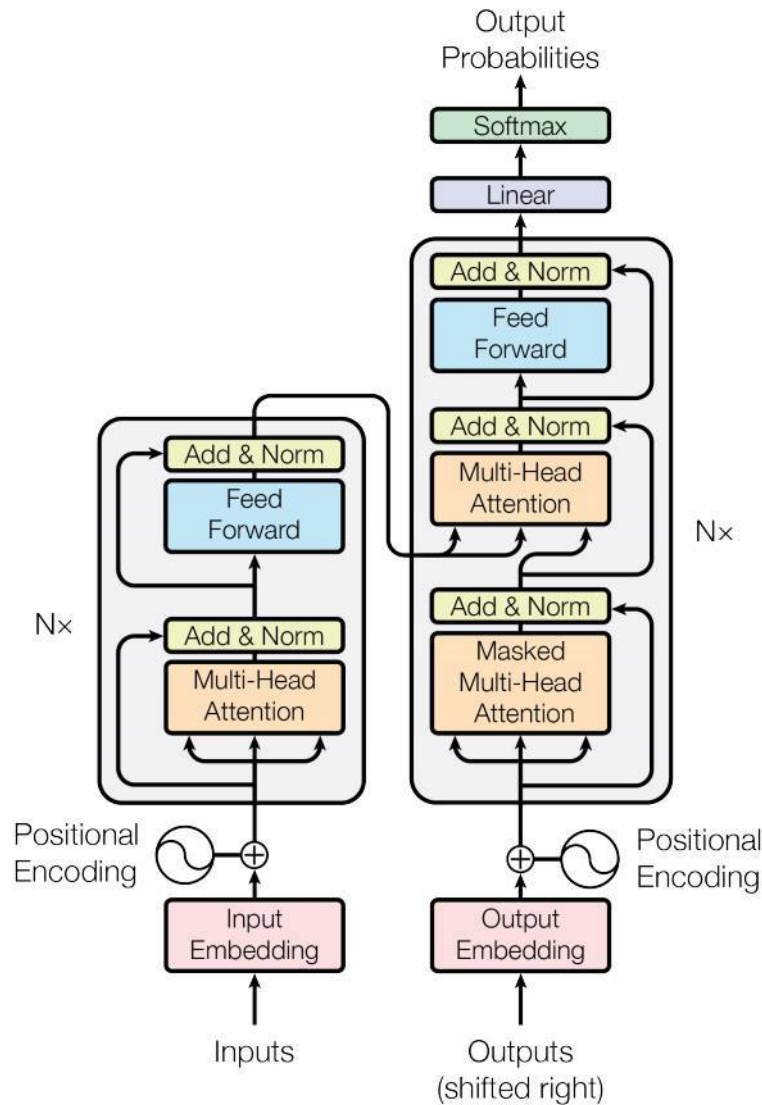 Output
Probabilities
Softmax
Linear
Add & Norm
Feed
Forward
Add & Norm
Multi-Head
Attention
Add & Norm
Masked
Multi-Head
Attention
N×
Add & Norm
Feed
Forward
Add & Norm
Multi-Head
Attention
N×
Positional
Encoding
Positional
Encoding
Input
Embedding
Output
Embedding
Inputs
Outputs
(shifted right)